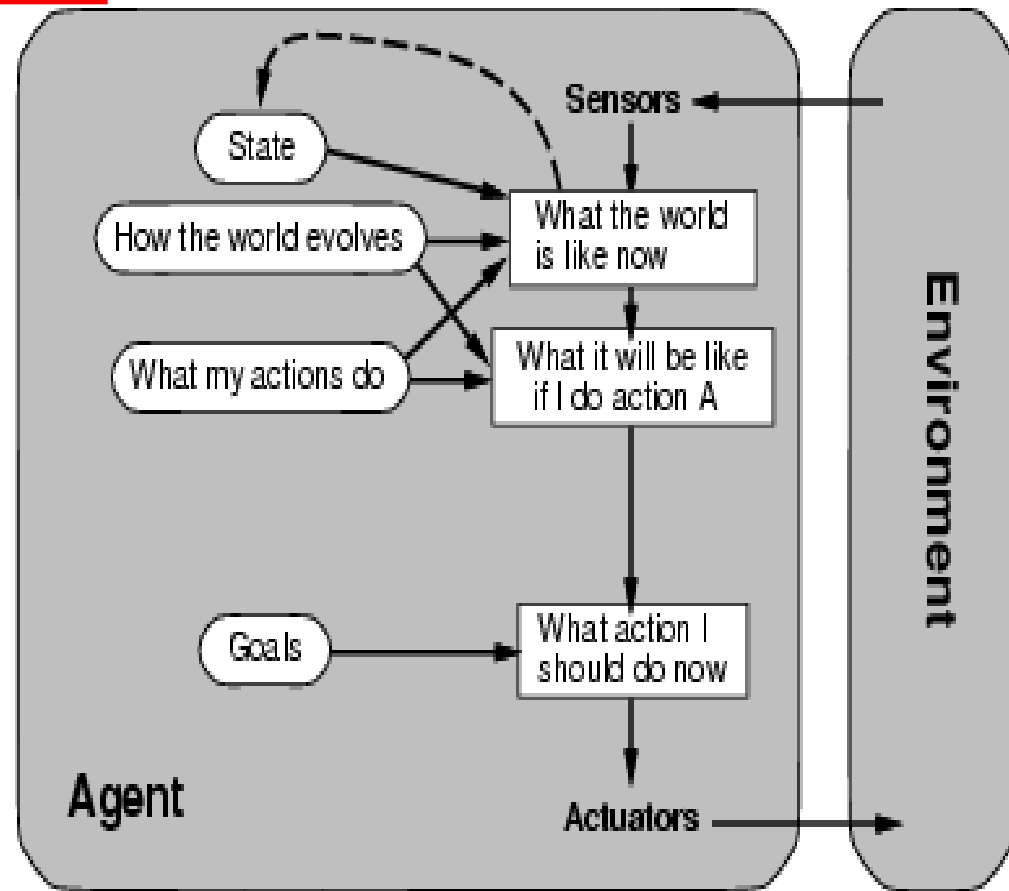 Sensors
State
What the world
is like now
How the world evolves
What it will be like
if I do action A
What my actions do
Environment
Goals
What action I
should do now
Agent
Actuators